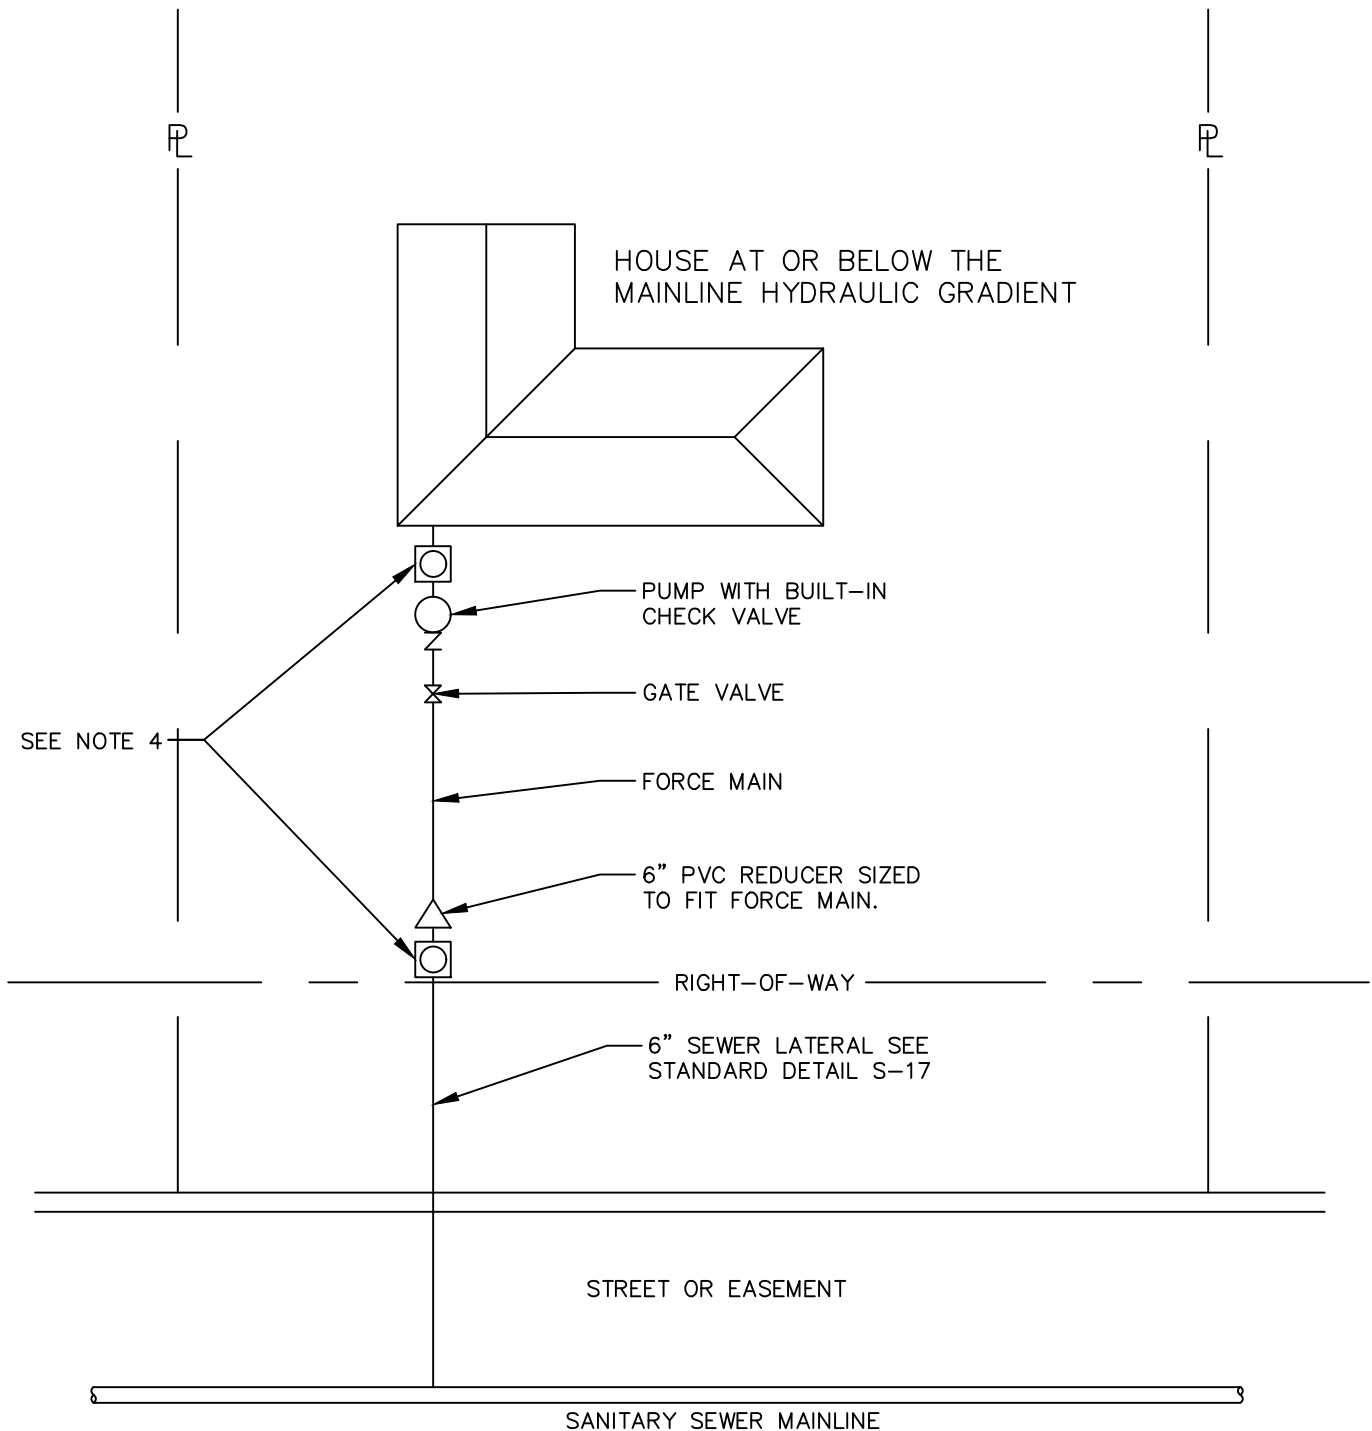 PL
PL
HOUSE AT OR BELOW THE
MAINLINE HYDRAULIC GRADIENT
PUMP WITH BUILT-IN
CHECK VALVE
GATE VALVE
SEE NOTE 4
FORCE MAIN
6" PVC REDUCER SIZED
TO FIT FORCE MAIN.
RIGHT-OF-WAY
6" SEWER LATERAL SEE
STANDARD DETAIL S-17
STREET OR EASEMENT
SANITARY SEWER MAINLINE